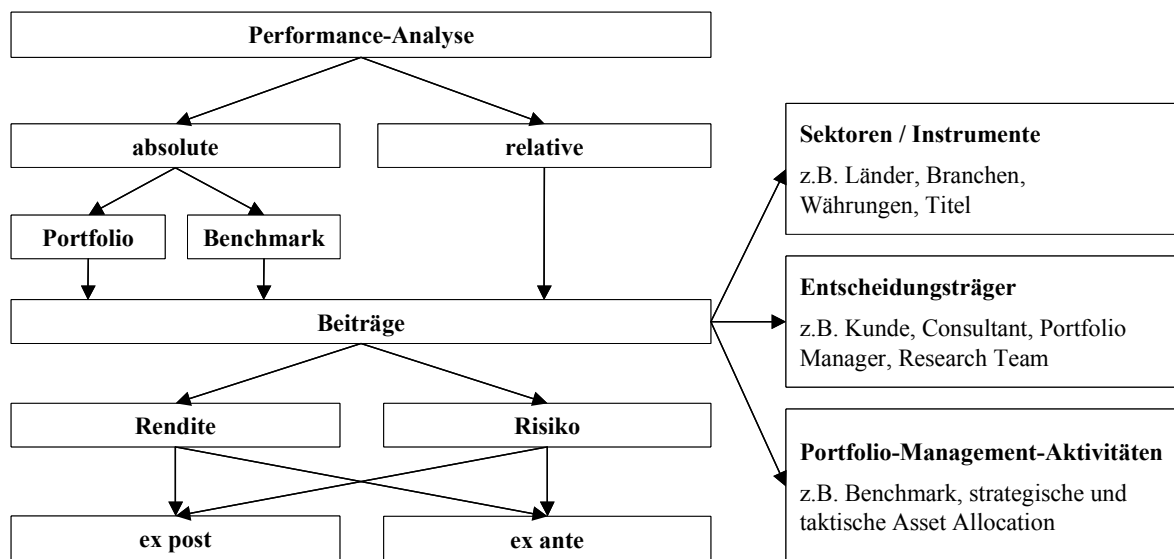 Performance-Analyse
absolute
relative
Portfolio
Benchmark
Beiträge
Rendite
Risiko
ex post
ex ante
Sektoren / Instrumente
z.B. Länder, Branchen,
Währungen, Titel
Entscheidungsträger
z.B. Kunde, Consultant, Portfolio
Manager, Research Team
Portfolio-Management-Aktivitäten
z.B. Benchmark, strategische und
taktische Asset Allocation